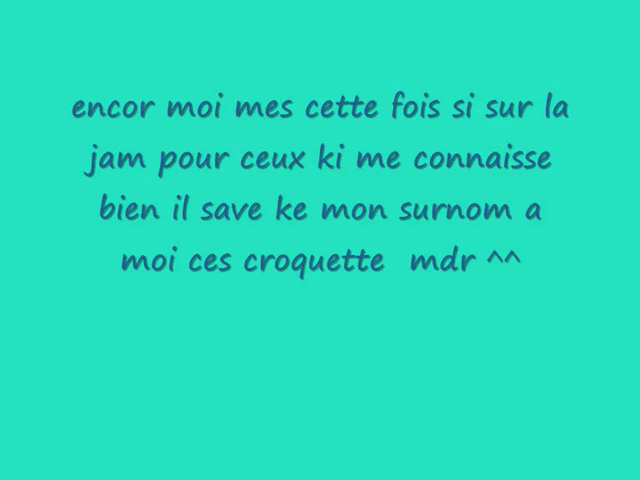 encor moi mes cette fois si sur la
jam pour ceux ki me connaisse
bien il save ke mon surnom a
moi ces croquette mdr ^^